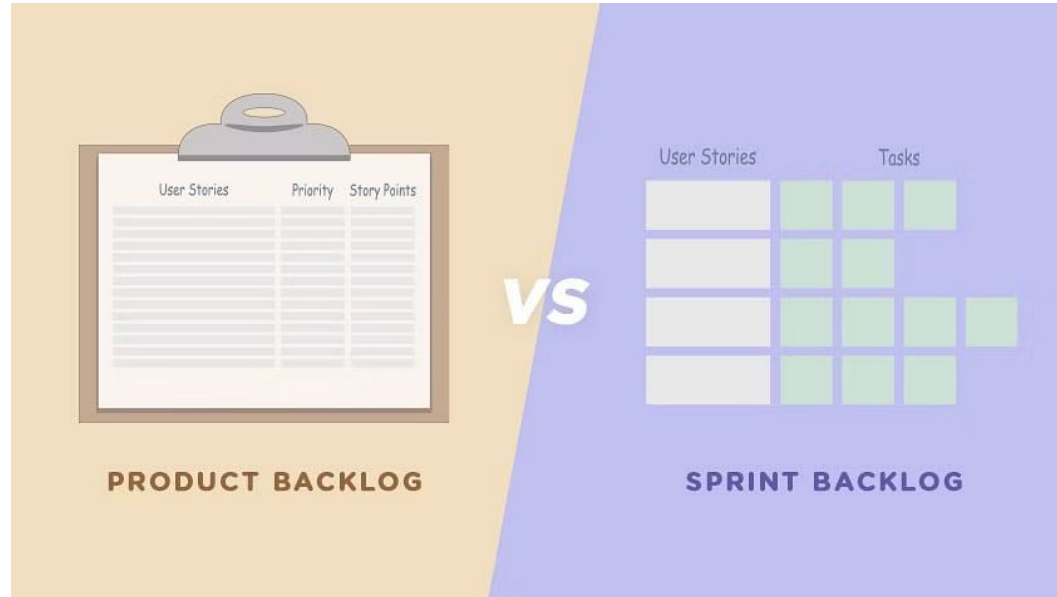 User Stories Priority Story Points
PRODUCT BACKLOG
VS
User Stories Tasks
SPRINT BACKLOG